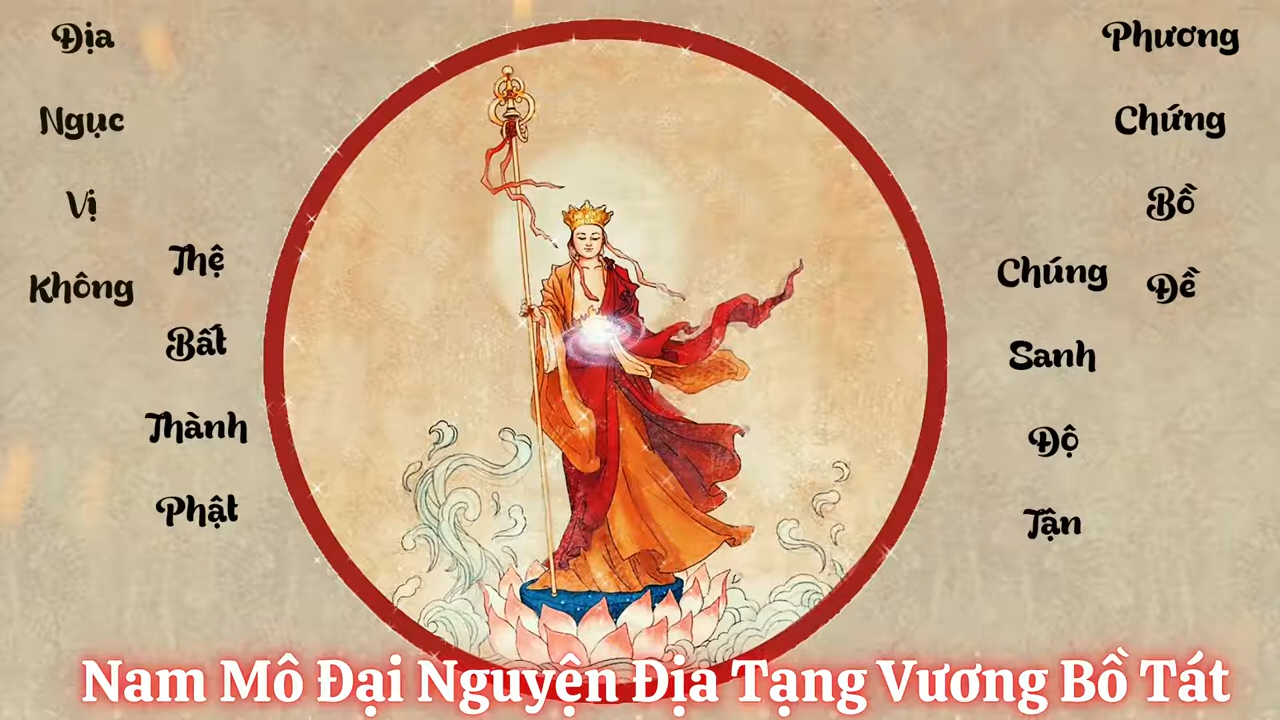 Địa
Ngục
Vị
Không
Thệ
Bất
Thành
Phật
Chúng
Sanh
Độ
Tận
Phương
Chứng
Bồ
Đề
Nam Mô Đại Nguyện Địa Tạng Vương Bồ Tát